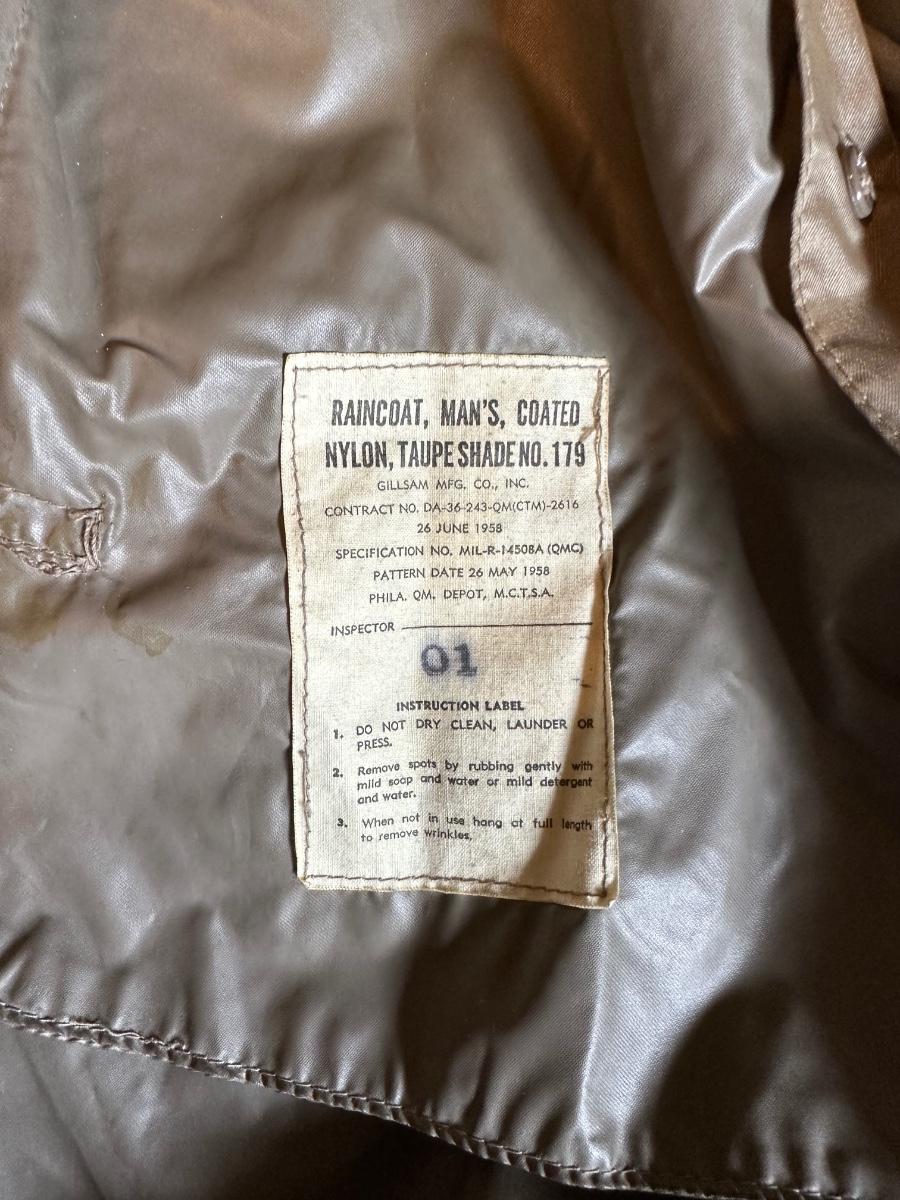 RAINCOAT, MAN'S, COATED
NYLON, TAUPE SHADE NO. 179
GILLSAM MFG. CO., INC.
CONTRACT NO. DA-36-243-QM(CTM)-2616
26 JUNE 1958
SPECIFICATION NO. MIL-R-14508A (QMC)
PATTERN DATE 26 MAY 1958
PHILA. QM. DEPOT, M.C.T.S.A.
INSPECTOR
01
INSTRUCTION LABEL
1. DO NOT DRY CLEAN, LAUNDER OR
PRESS.
2. Remove spots by rubbing gently with
mild soap and water or mild detergent
and water.
3. When not in use hang at full length
to remove wrinkles.